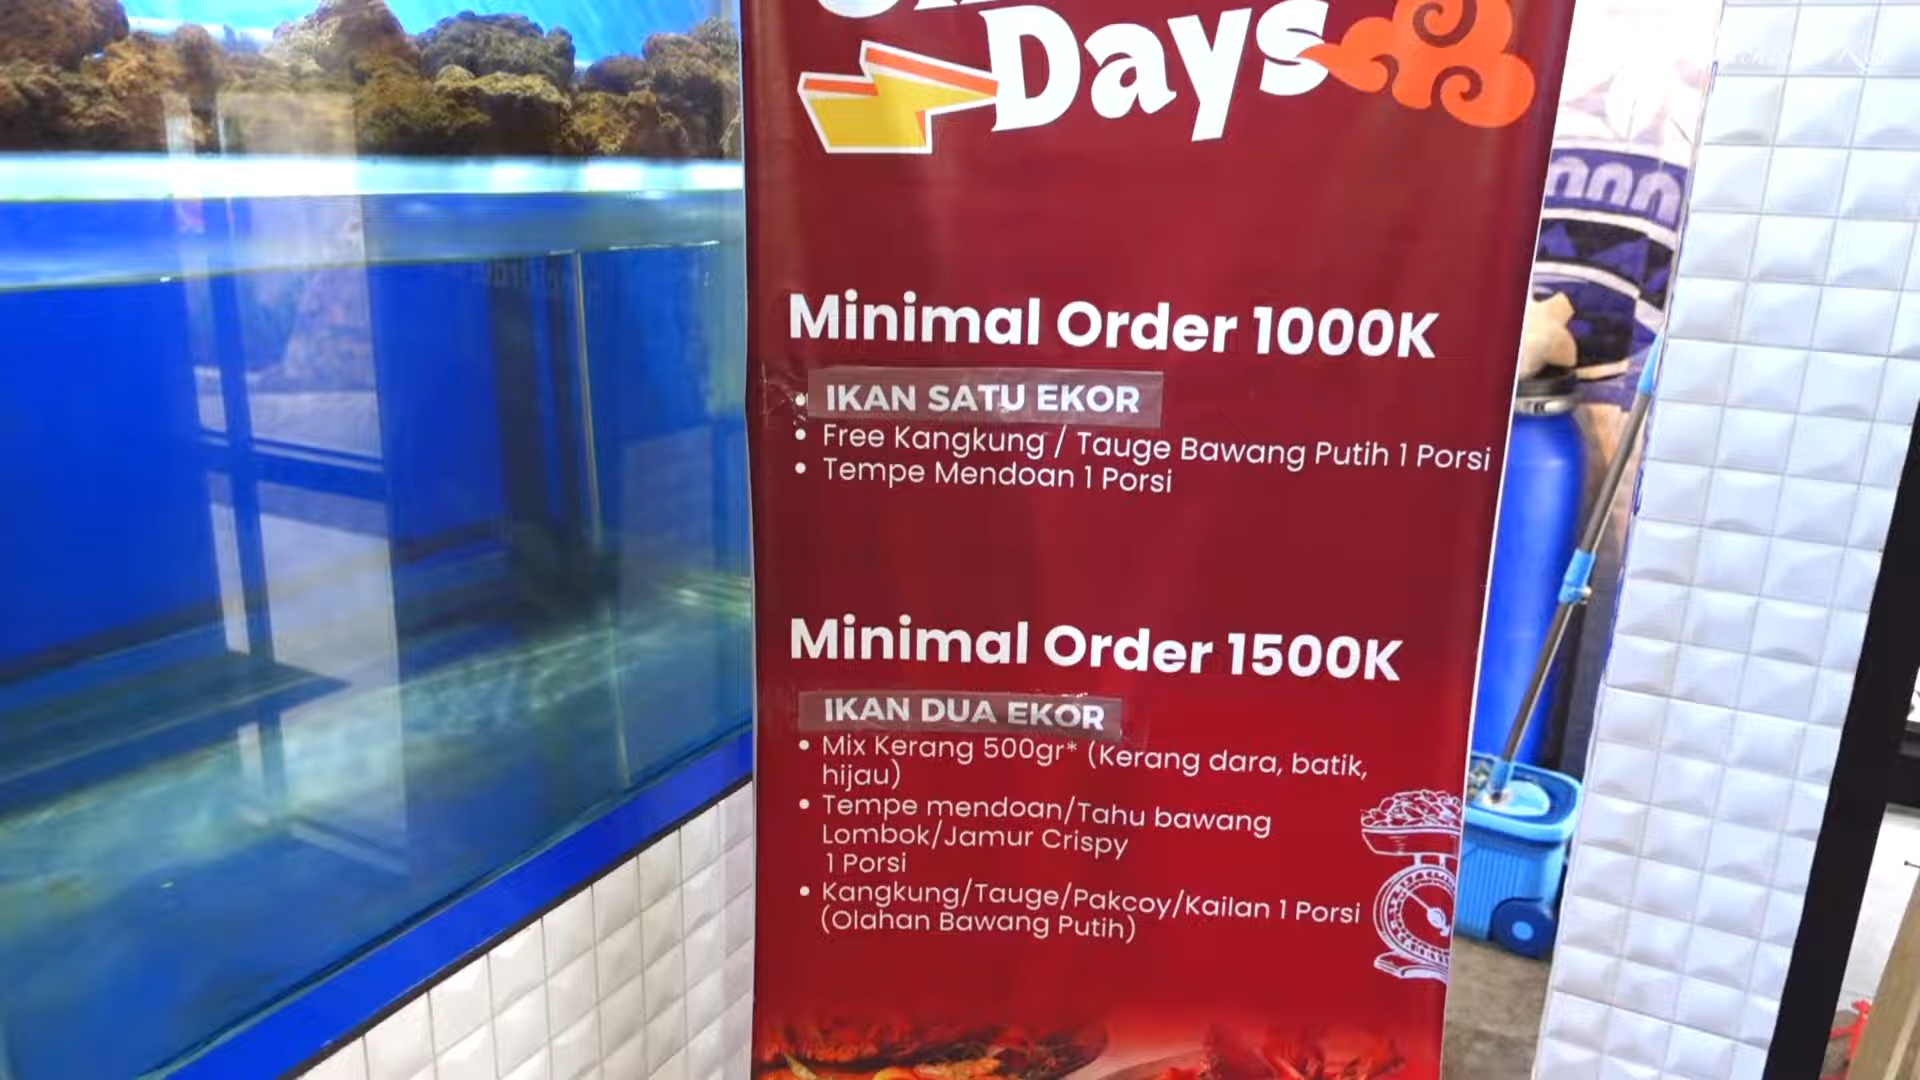 Days
Minimal Order 1000K
• IKAN SATU EKOR
• Free Kangkung / Tauge Bawang Putih 1 Porsi
• Tempe Mendoan 1 Porsi
Minimal Order 1500K
IKAN DUA EKOR
• Mix Kerang 500gr* (Kerang dara, batik,
hijau)
• Tempe mendoan/Tahu bawang
Lombok/Jamur Crispy
1 Porsi
• Kangkung/Tauge/Pakcoy/Kailan 1 Porsi
(Olahan Bawang Putih)